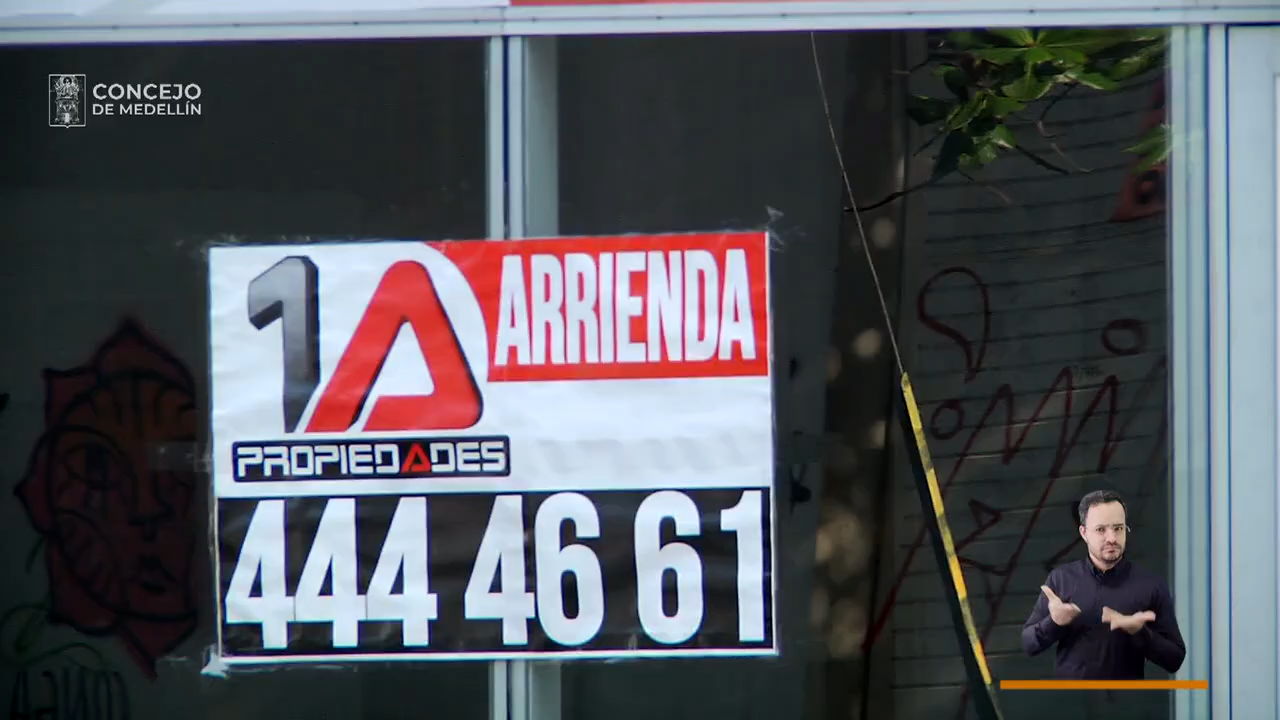 CONCEJO
DE MEDELLÍN
1A
ARRIENDA
PROPIEDADES
444 46 61